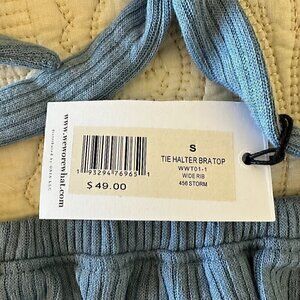 www.weworewhat.com
S
TIE HALTER BRA TOP
WWT01-1
WIDE RIB
456 STORM
1 93294 76965 1
$ 49.00